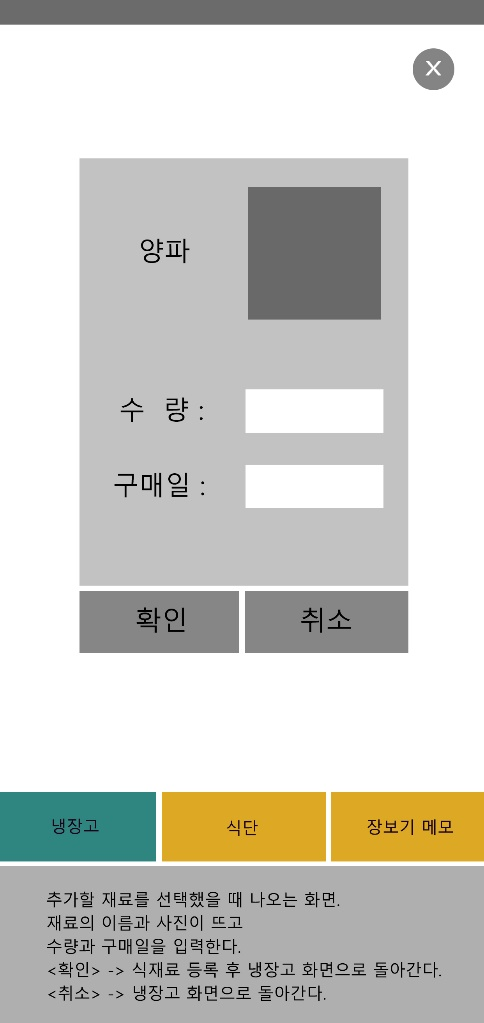 X
양파
수 량 :
구매일 :
확인 취소
냉장고 식단 장보기 메모
추가할 재료를 선택했을 때 나오는 화면.
재료의 이름과 사진이 뜨고
수량과 구매일을 입력한다.
<확인> -> 식재료 등록 후 냉장고 화면으로 돌아간다.
<취소> -> 냉장고 화면으로 돌아간다.